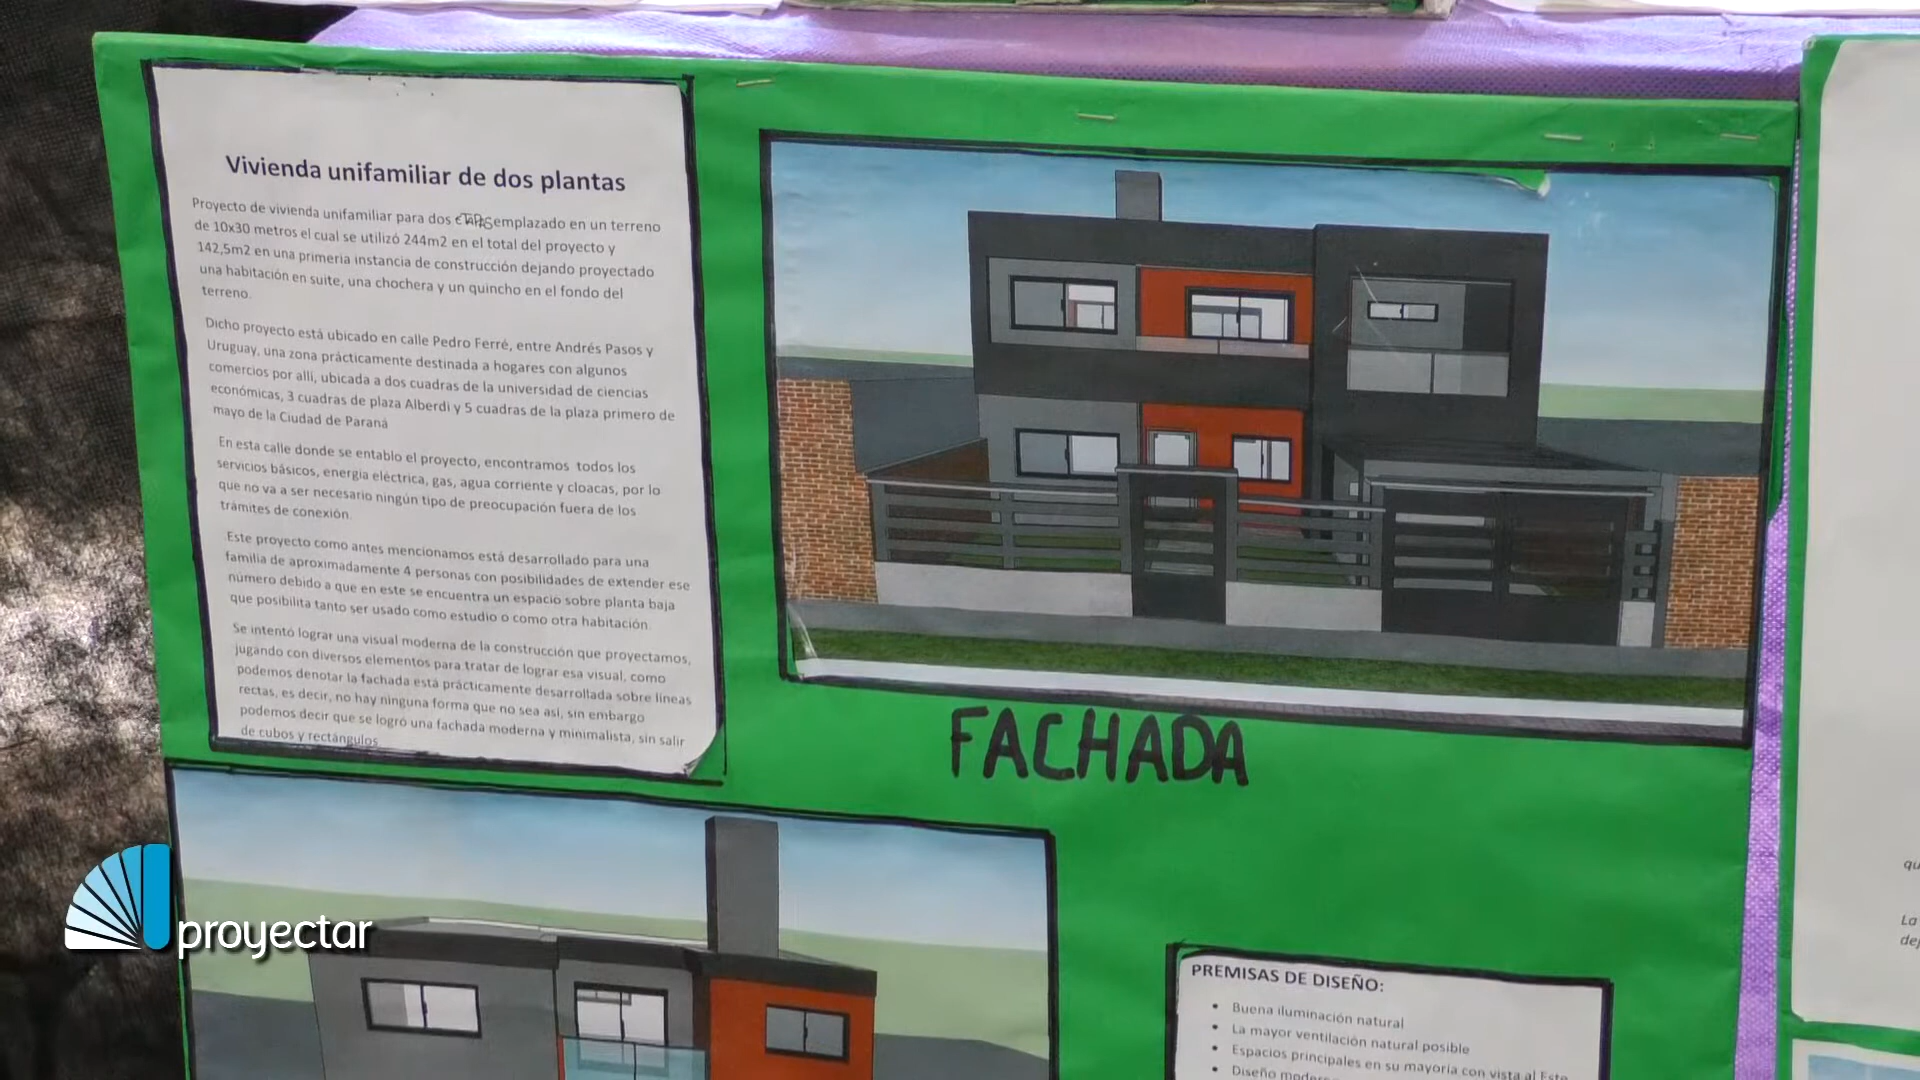 Vivienda unifamiliar de dos plantas
Proyecto de vivienda unifamiliar para dos ETAPAS emplazado en un terreno
de 10x30 metros el cual se utilizó 244m2 en el total del proyecto y
142,5m2 en una primeria instancia de construcción dejando proyectado
una habitación en suite, una chochera y un quincho en el fondo del
terreno.
Dicho proyecto está ubicado en calle Pedro Ferré, entre Andrés Pasos y
Uruguay, una zona prácticamente destinada a hogares con algunos
comercios por allí, ubicada a dos cuadras de la universidad de ciencias
económicas, 3 cuadras de plaza Alberdi y 5 cuadras de la plaza primero de
mayo de la Ciudad de Paraná
En esta calle donde se entablo el proyecto, encontramos todos los
servicios básicos, energia eléctrica, gas, agua corriente y cloacas, por lo
que no va a ser necesario ningún tipo de preocupación fuera de los
trámites de conexión.
.Este proyecto como antes mencionamos está desarrollado para una
familia de aproximadamente 4 personas con posibilidades de extender ese
número debido a que en este se encuentra un espacio sobre planta baja
que posibilita tanto ser usado como estudio o como otra habitación.
Se intentó lograr una visual moderna de la construcción que proyectamos,
jugando con diversos elementos para tratar de lograr esa visual, como
podemos denotar la fachada está prácticamente desarrollada sobre líneas
rectas, es decir, no hay ninguna forma que no sea así, sin embargo
podemos decir que se logró una fachada moderna y minimalista, sin salir
de cubos y rectángulos
FACHADA
PREMISAS DE DISEÑO:
• Buena iluminación natural
• La mayor ventilación natural posible
• Espacios principales en su mayoría con vista al Este
• Diseño
qu
La
dej
proyectar